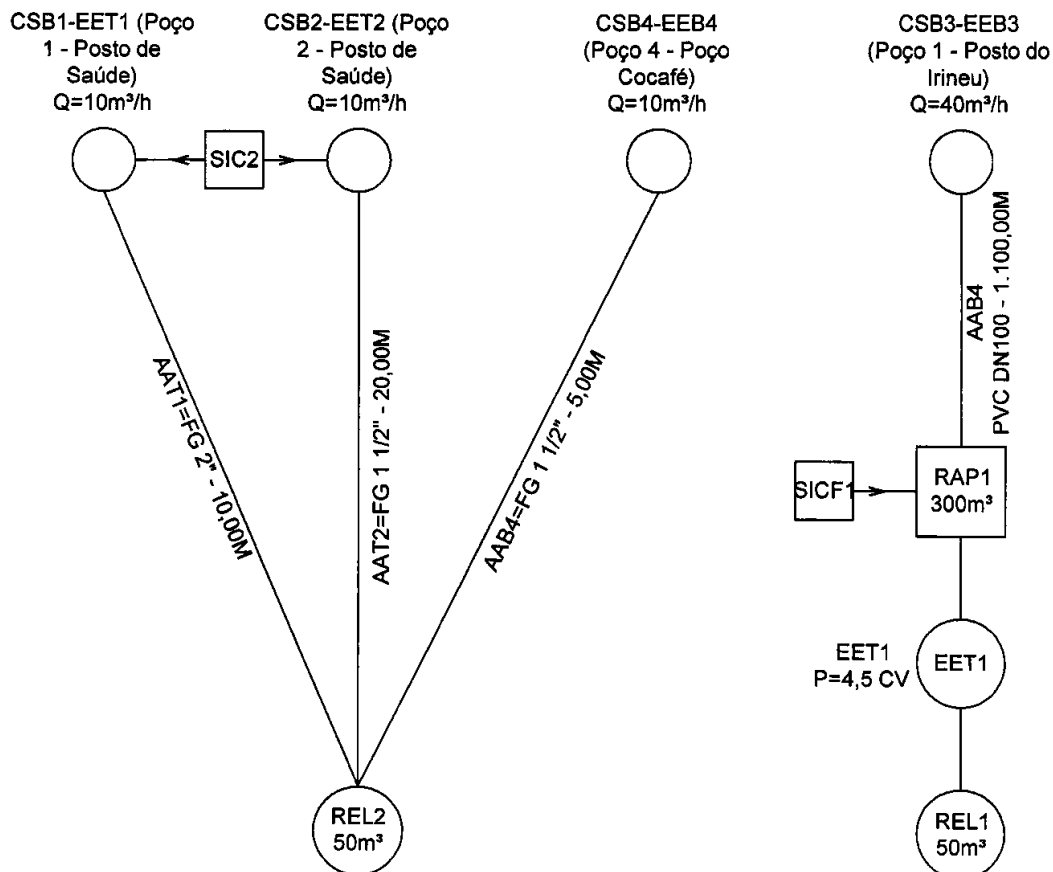 CSB1-EET1 (Poço
1 - Posto de
Saúde)
Q=10m³/h
CSB2-EET2 (Poço
2 - Posto de
Saúde)
Q=10m³/h
CSB4-EEB4
(Poço 4 - Poço
Cocafé)
Q=10m³/h
CSB3-EEB3
(Poço 1 - Posto do
Irineu)
Q=40m³/h
SIC2
AAT1=FG 2" - 10,00M
AAT2=FG 1 1/2" - 20,00M
AAB4=FG 1 1/2" - 5,00M
AAB4
PVC DN100 - 1.100,00M
SICF1
RAP1
300m³
EET1
P=4,5 CV
EET1
REL2
50m³
REL1
50m³